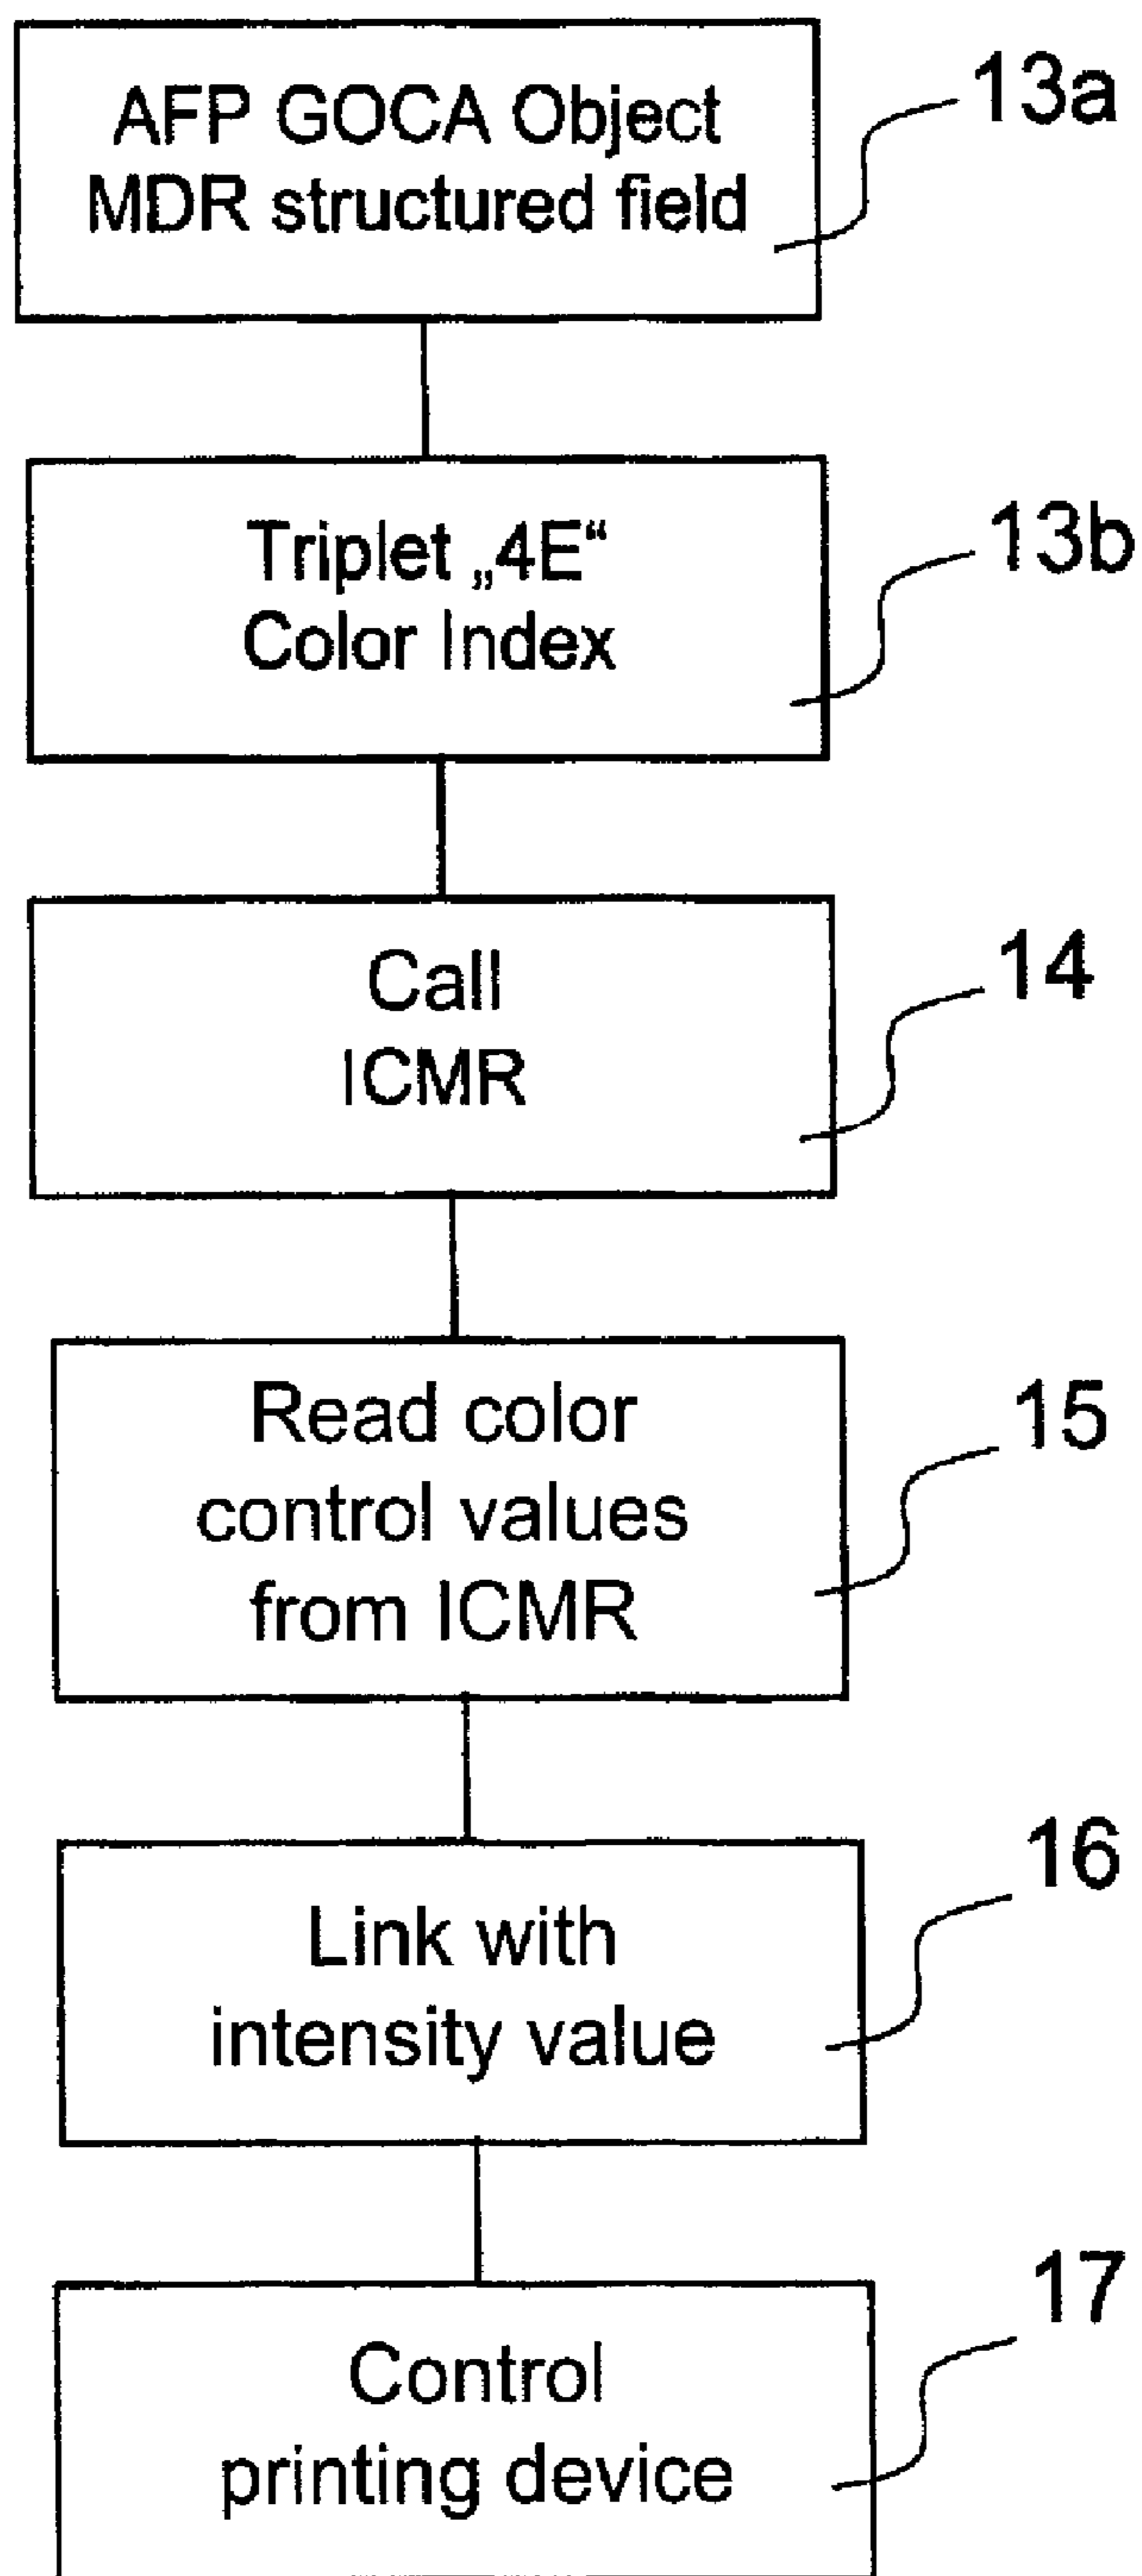 AFP GOCA Object
MDR structured field
13a
Triplet „4E“
Color Index
13b
Call
ICMR
14
Read color
control values
from ICMR
15
Link with
intensity value
16
Control
printing device
17